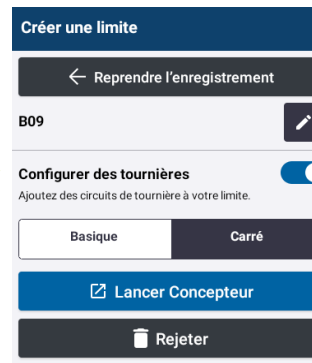 Créer une limite
Reprendre l'enregistrement
B09
Configurer des tournières
Ajoutez des circuits de tournière à votre limite.
Basique
Carré
Lancer Concepteur
Rejeter